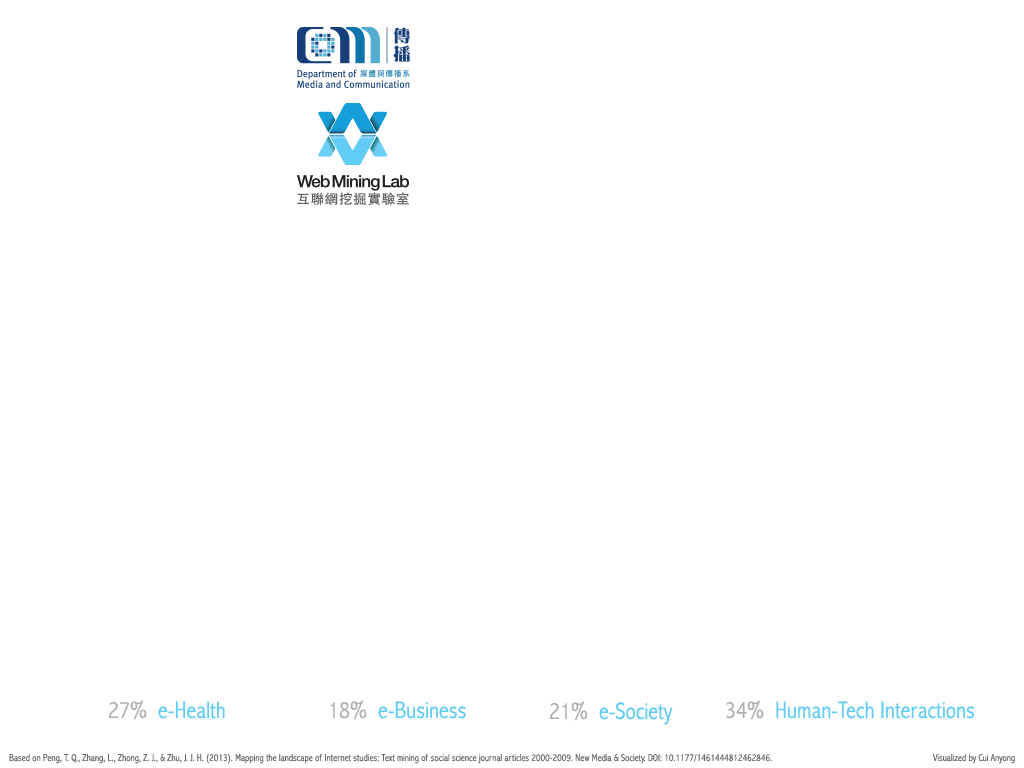 傳播
Department of 媒體與傳播系
Media and Communication
Web Mining Lab
互聯網挖掘實驗室
27% e-Health
18% e-Business
21% e-Society
34% Human-Tech Interactions
Based on Peng, T. Q., Zhang, L., Zhong, Z. J., & Zhu, J. J. H. (2013). Mapping the landscape of Internet studies: Text mining of social science journal articles 2000-2009. New Media & Society. DOI: 10.1177/1461444812462846.
Visualized by Cui Anyong